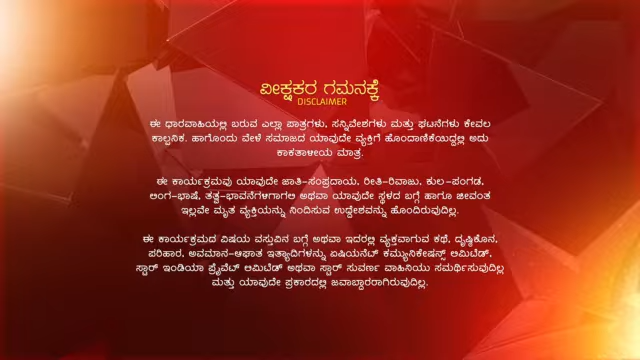 ವೀಕ್ಷಕರ ಗಮನಕ್ಕೆ
DISCLAIMER
ಈ ಧಾರವಾಹಿಯಲ್ಲಿ ಬರುವ ಎಲ್ಲಾ ಪಾತ್ರಗಳು, ಸನ್ನಿವೇಶಗಳು ಮತ್ತು ಘಟನೆಗಳು ಕೇವಲ
ಕಾಲ್ಪನಿಕ. ಹಾಗೊಂದು ವೇಳೆ ಸಮಾಜದ ಯಾವುದೇ ವ್ಯಕ್ತಿಗೆ ಹೊಂದಾಣಿಕೆಯಿದ್ದಲ್ಲಿ ಅದು
ಕಾಕತಾಳೀಯ ಮಾತ್ರ.
ಈ ಕಾರ್ಯಕ್ರಮವು ಯಾವುದೇ ಜಾತಿ-ಸಂಪ್ರದಾಯ, ರೀತಿ-ರಿವಾಜು, ಕುಲ-ಪಂಗಡ,
ಲಿಂಗ-ಭಾಷೆ, ತತ್ವ-ಭಾವನೆಗಳಿಗಾಗಲಿ ಅಥವಾ ಯಾವುದೇ ಸ್ಥಳದ ಬಗ್ಗೆ ಹಾಗೂ ಜೀವಂತ
ಇಲ್ಲವೇ ಮೃತ ವ್ಯಕ್ತಿಯನ್ನು ನಿಂದಿಸುವ ಉದ್ದೇಶವನ್ನು ಹೊಂದಿರುವುದಿಲ್ಲ.
ಈ ಕಾರ್ಯಕ್ರಮದ ವಿಷಯ ವಸ್ತುವಿನ ಬಗ್ಗೆ ಅಥವಾ ಇದರಲ್ಲಿ ವ್ಯಕ್ತವಾಗುವ ಕಥೆ, ದೃಷ್ಠಿಕೋನ,
ಪರಿಹಾರ, ಅವಮಾನ-ಆಘಾತ ಇತ್ಯಾದಿಗಳನ್ನು ಏಷಿಯನೆಟ್ ಕಮ್ಯುನಿಕೇಷನ್ಸ್ ಲಿಮಿಟೆಡ್,
ಸ್ಟಾರ್ ಇಂಡಿಯಾ ಪ್ರೈವೆಟ್ ಲಿಮಿಟೆಡ್ ಅಥವಾ ಸ್ಟಾರ್ ಸುವರ್ಣ ವಾಹಿನಿಯು ಸಮರ್ಥಿಸುವುದಿಲ್ಲ
ಮತ್ತು ಯಾವುದೇ ಪ್ರಕಾರದಲ್ಲಿ ಜವಾಬ್ದಾರರಾಗಿರುವುದಿಲ್ಲ.